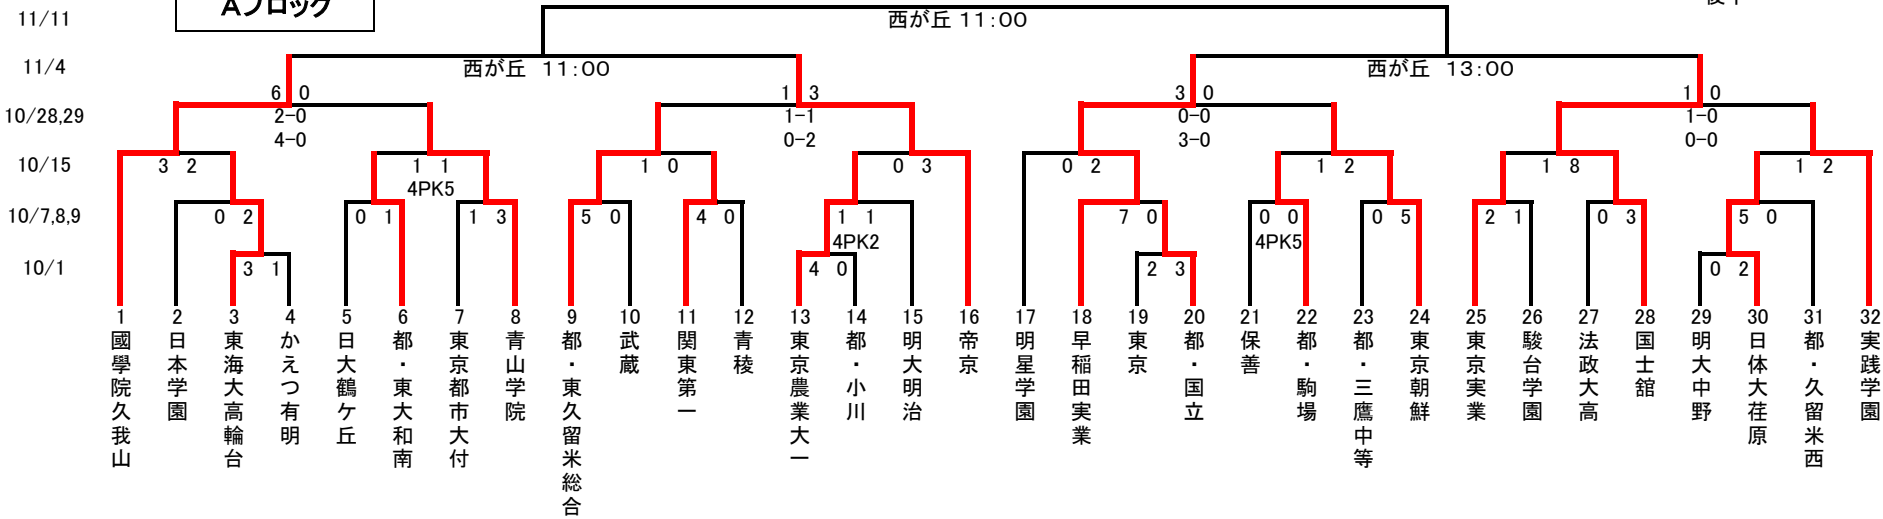 Aブロック
11/11
西が丘 11:00
11/4
西が丘 11:00
西が丘 13:00
6 0
1 3
3 0
1 0
10/28,29
2-0
1-1
0-0
1-0
4-0
0-2
3-0
0-0
10/15
3 2
1 1
1 0
0 3
0 2
1 2
1 8
1 2
4PK5
10/7,8,9
0 2
0 1
1 3
5 0
4 0
1 1
7 0
0 0
0 5
2 1
0 3
5 0
4PK2
4PK5
10/1
3 1
4 0
2 3
0 2
1 2 3 4 5 6 7 8 9 10 11 12 13 14 15 16 17 18 19 20 21 22 23 24 25 26 27 28 29 30 31 32
國學院久我山
日本学園
東海大高輪台
かえつ有明
日大鶴ケ丘
都・東大和南
東京都市大付
青山学院
都・東久留米総合
武蔵
関東第一
青稜
東京農業大一
都・小川
明大明治
帝京
明星学園
早稲田実業
東京
都・国立
保善
都・駒場
都・三鷹中等
東京朝鮮
東京実業
駿台学園
法政大高
国士舘
明大中野
日体大荏原
都・久留米西
実践学園